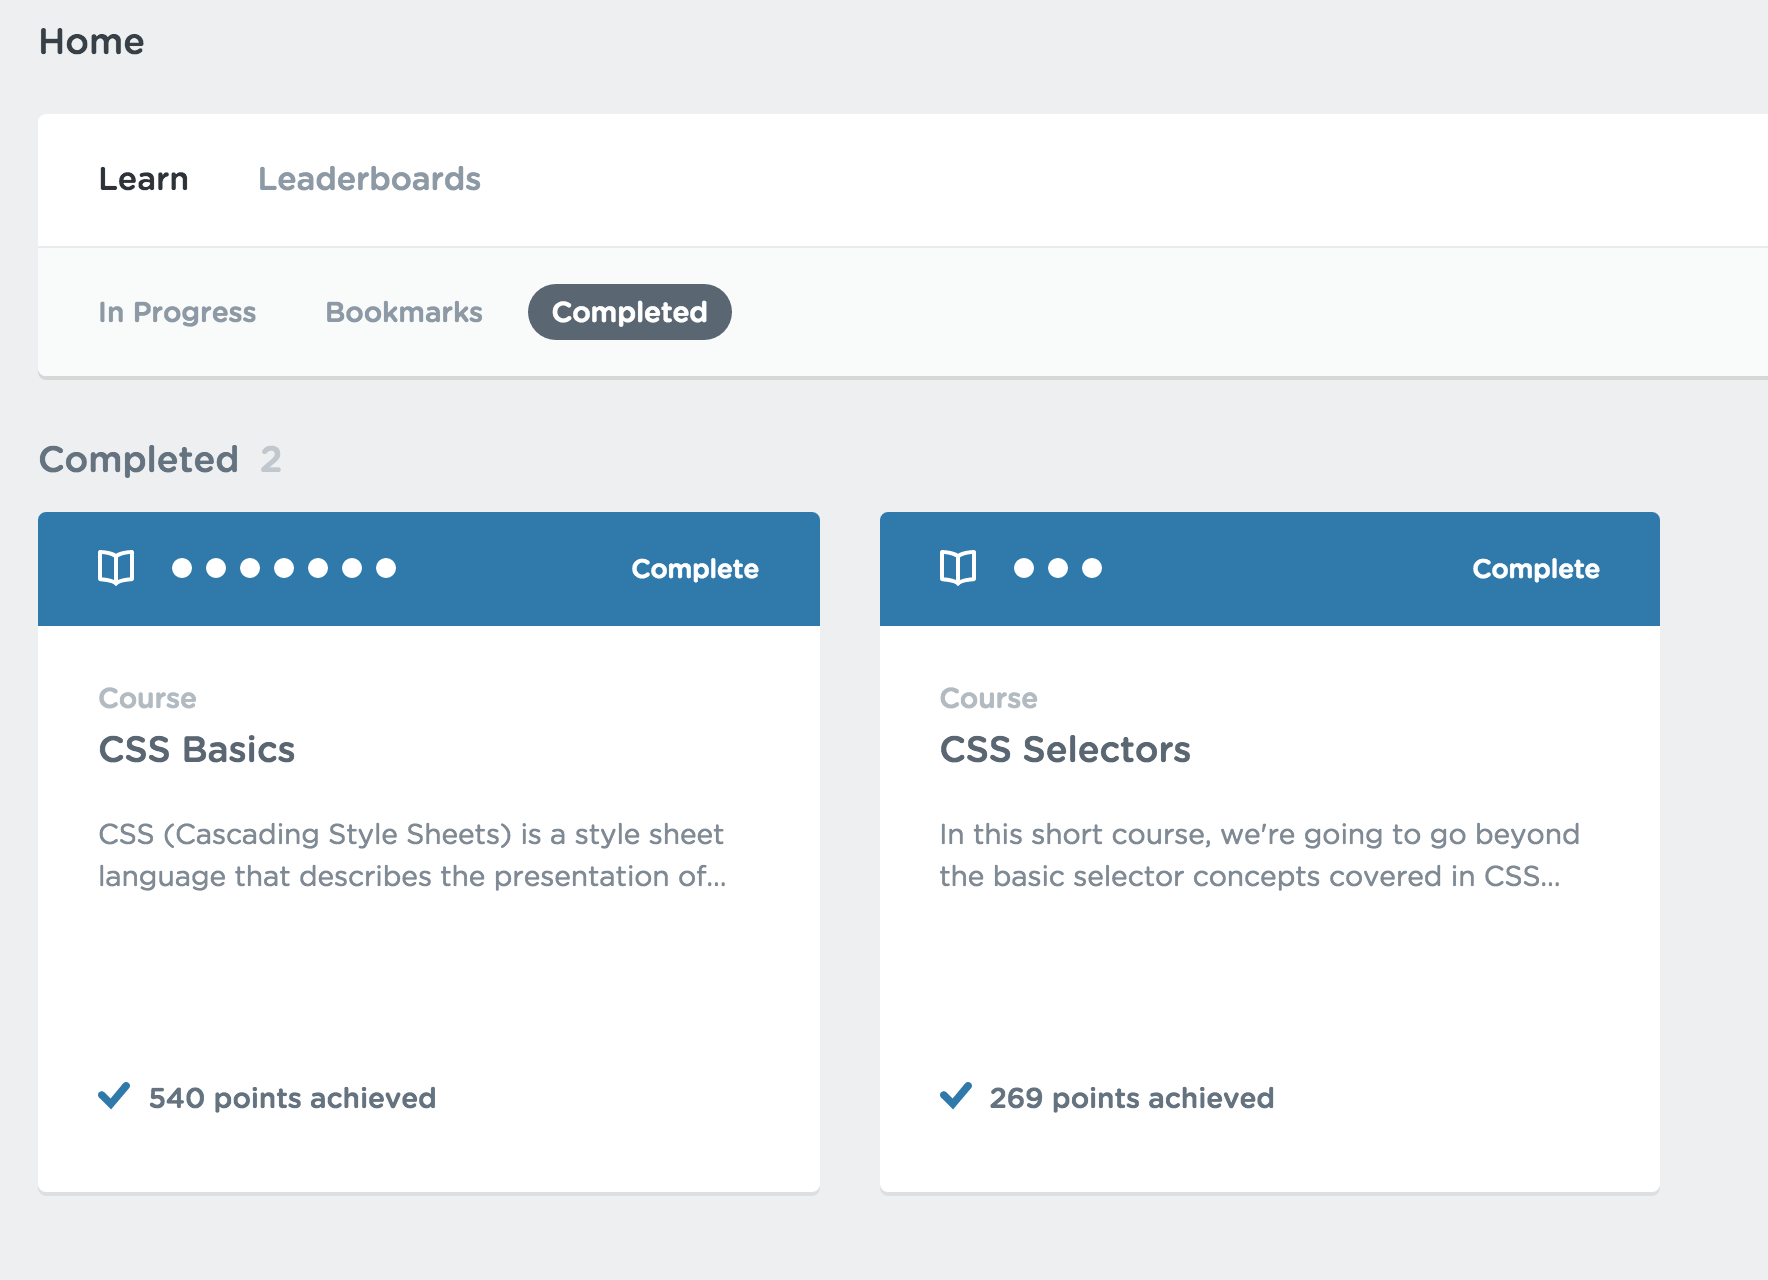 Home
Learn Leaderboards
In Progress Bookmarks Completed
Completed 2
Complete
Course
CSS Basics
CSS (Cascading Style Sheets) is a style sheet
language that describes the presentation of...
540 points achieved
Complete
Course
CSS Selectors
In this short course, we're going to go beyond
the basic selector concepts covered in CSS...
269 points achieved